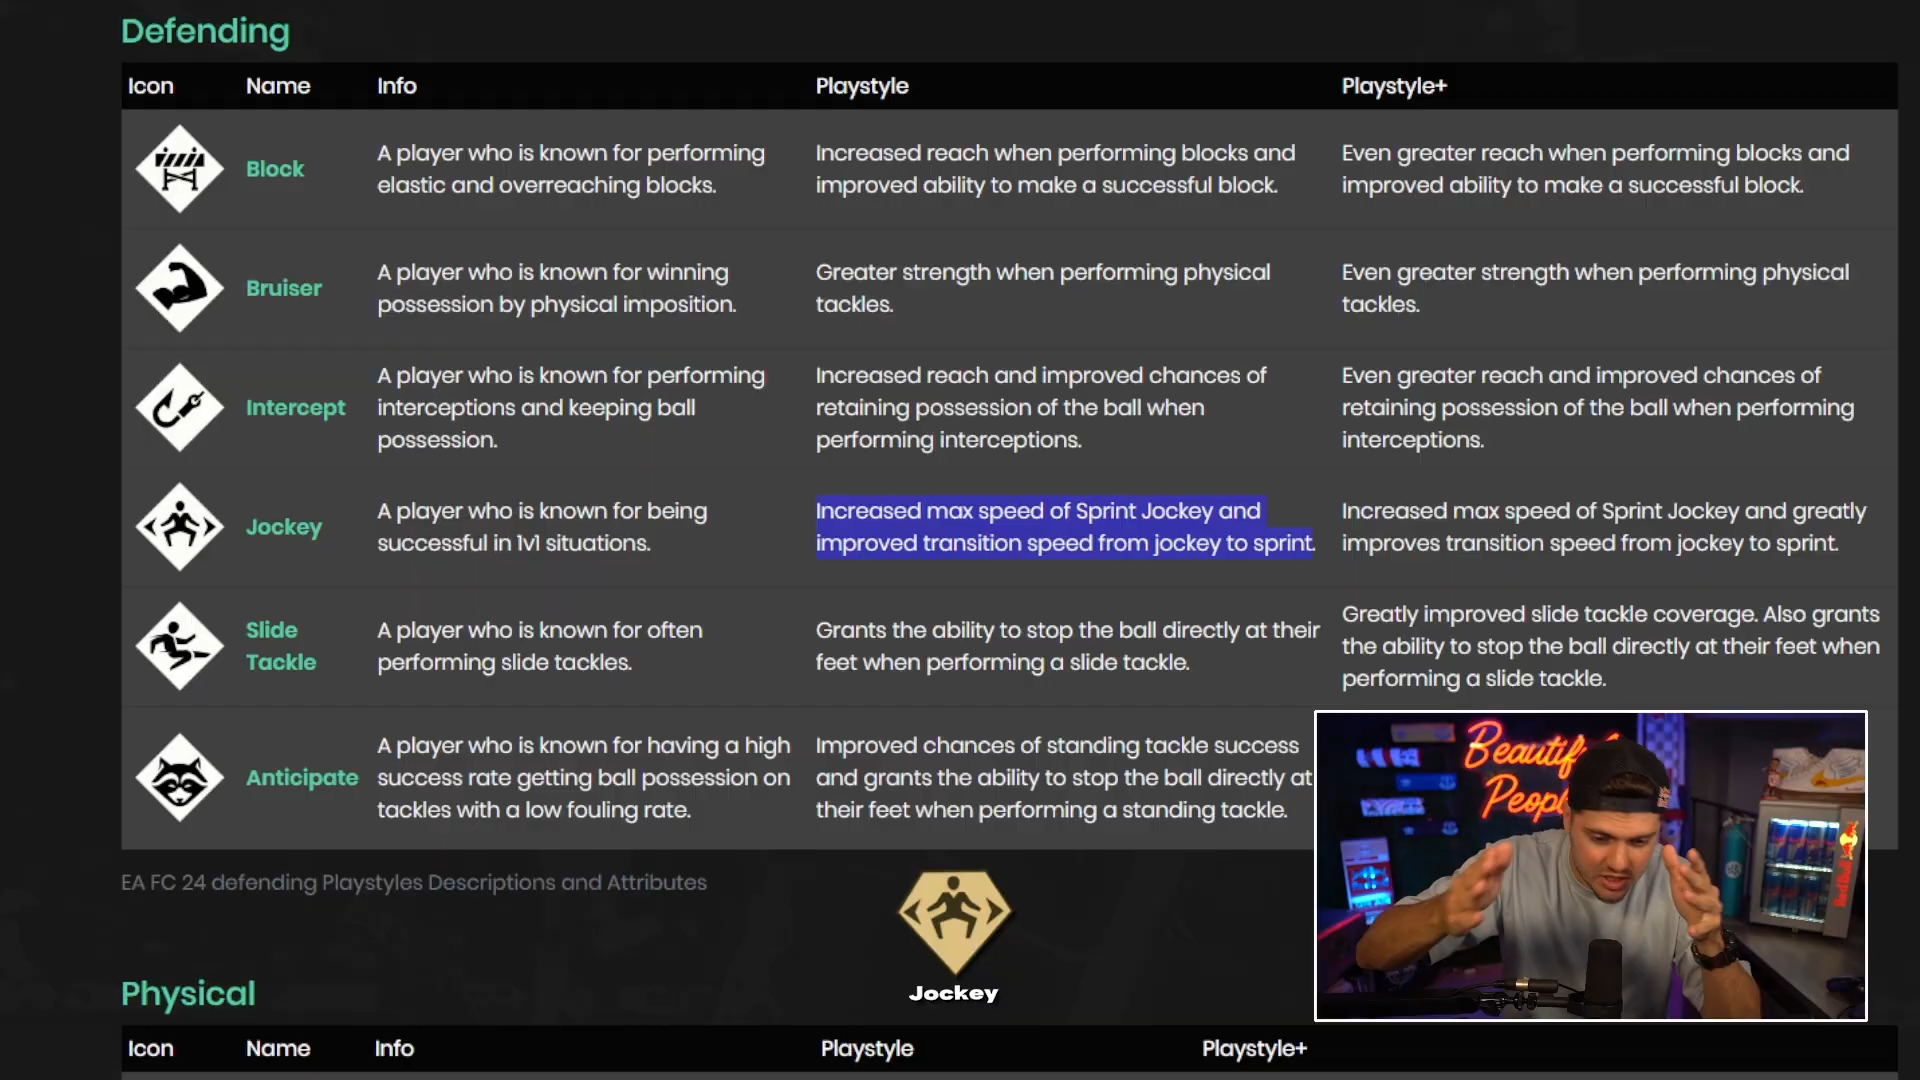 Defending
Icon Name Info Playstyle Playstyle+
Block
A player who is known for performing
elastic and overreaching blocks.
Increased reach when performing blocks and
improved ability to make a successful block.
Even greater reach when performing blocks and
improved ability to make a successful block.
Bruiser
A player who is known for winning
possession by physical imposition.
Greater strength when performing physical
tackles.
Even greater strength when performing physical
tackles.
Intercept
A player who is known for performing
interceptions and keeping ball
possession.
Increased reach and improved chances of
retaining possession of the ball when
performing interceptions.
Even greater reach and improved chances of
retaining possession of the ball when performing
interceptions.
Jockey
A player who is known for being
successful in 1v1 situations.
Increased max speed of Sprint Jockey and
improved transition speed from jockey to sprint.
Increased max speed of Sprint Jockey and greatly
improves transition speed from jockey to sprint.
Slide
Tackle
A player who is known for often
performing slide tackles.
Grants the ability to stop the ball directly at their
feet when performing a slide tackle.
Greatly improved slide tackle coverage. Also grants
the ability to stop the ball directly at their feet when
performing a slide tackle.
Anticipate
A player who is known for having a high
success rate getting ball possession on
tackles with a low fouling rate.
Improved chances of standing tackle success
and grants the ability to stop the ball directly at
their feet when performing a standing tackle.
EA FC 24 defending Playstyles Descriptions and Attributes
Jockey
Beautif
Peopl
Red Bull
Physical
Icon Name Info Playstyle Playstyle+